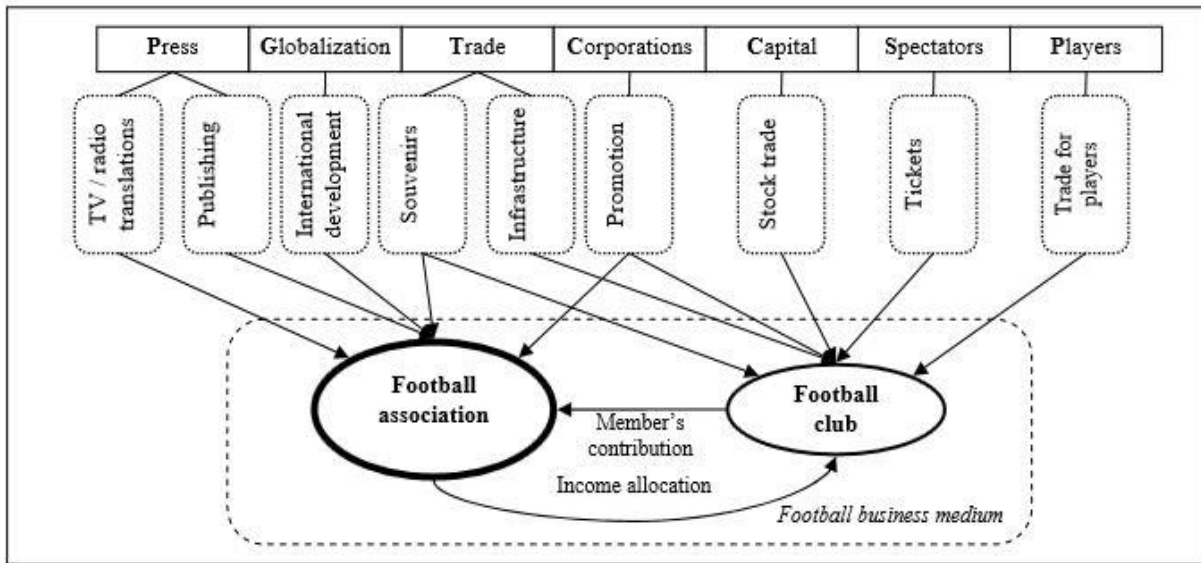 Press
Globalization
Trade
Corporations
Capital
Spectators
Players
TV / radio
translations
Publishing
International
development
Souvenirs
Infrastructure
Promotion
Stock trade
Tickets
Trade for
players
Football
association
Football
club
Member's
contribution
Income allocation
Football business medium